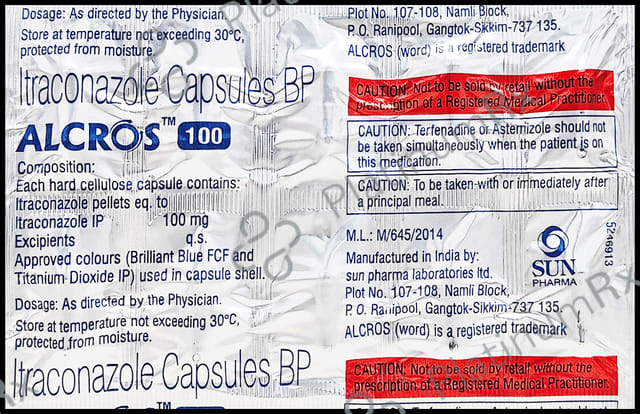 Dosage: As directed by the Physician.
Store at temperature not exceeding 30°C,
protected from moisture.
Itraconazole Capsules BP
ALCROS™ 100
Composition:
Each hard cellulose capsule contains:
Itraconazole pellets eq. to
Itraconazole IP 100 mg
Excipients q.s.
Approved colours (Brilliant Blue FCF and
Titanium Dioxide IP) used in capsule shell.
Dosage: As directed by the Physician.
Store at temperature not exceeding 30°C,
protected from moisture.
Itraconazole Capsules BP
TM
Plot No. 107-108, Namli Block,
P. O. Ranipool, Gangtok-Sikkim-737 135.
ALCROS (word) is a registered trademark
CAUTION: Not to be sold by retail without the
prescription of a Registered Medical Practitioner.
CAUTION: Terfenadine or Astemizole should not
be taken simultaneously when the patient is on
this medication.
CAUTION: To be taken with or immediately after
a principal meal.
M.L.: M/645/2014
Manufactured in India by:
sun pharma laboratories ltd.
Plot No. 107-108, Namli Block,
P. O. Ranipool, Gangtok-Sikkim-737 135.
ALCROS (word) is a registered trademark
SUN
PHARMA
5246913
CAUTION: Not to be sold by retail without the
prescription of a Registered Medical Practitioner.
PlatinumRx